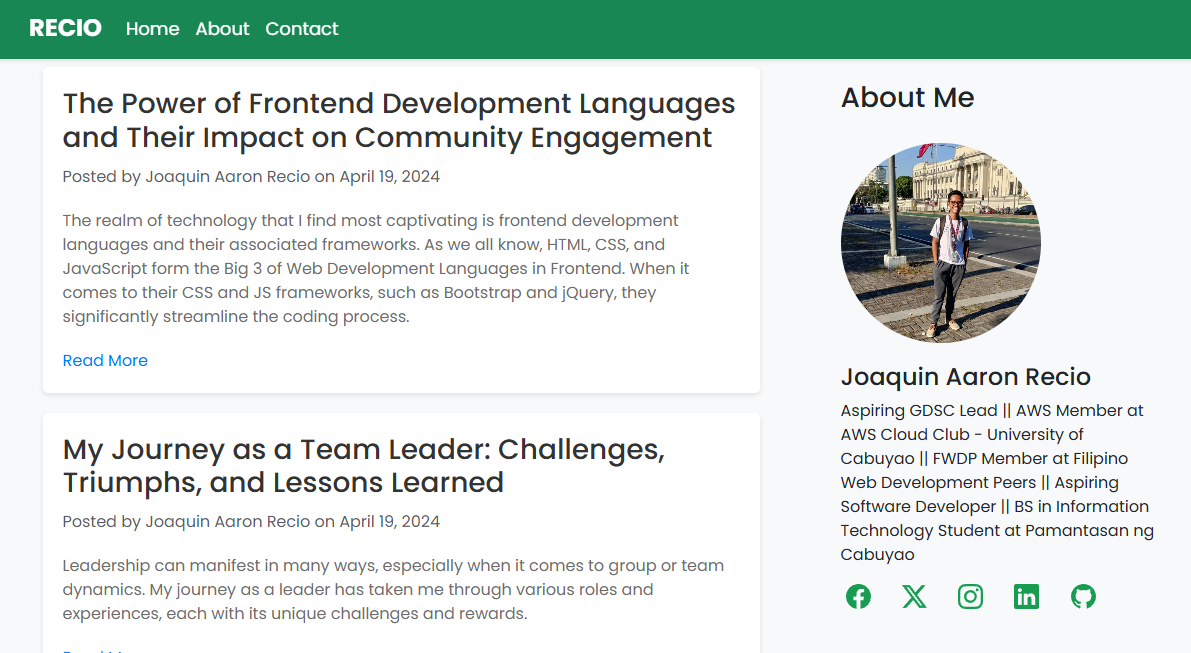 RECIO Home About Contact
The Power of Frontend Development Languages
and Their Impact on Community Engagement
Posted by Joaquin Aaron Recio on April 19, 2024
The realm of technology that I find most captivating is frontend development
languages and their associated frameworks. As we all know, HTML, CSS, and
JavaScript form the Big 3 of Web Development Languages in Frontend. When it
comes to their CSS and JS frameworks, such as Bootstrap and jQuery, they
significantly streamline the coding process.
Read More
My Journey as a Team Leader: Challenges,
Triumphs, and Lessons Learned
Posted by Joaquin Aaron Recio on April 19, 2024
Leadership can manifest in many ways, especially when it comes to group or team
dynamics. My journey as a leader has taken me through various roles and
experiences, each with its unique challenges and rewards.
About Me
Joaquin Aaron Recio
Aspiring GDSC Lead || AWS Member at
AWS Cloud Club - University of
Cabuyao || FWDP Member at Filipino
Web Development Peers || Aspiring
Software Developer || BS in Information
Technology Student at Pamantasan ng
Cabuyao